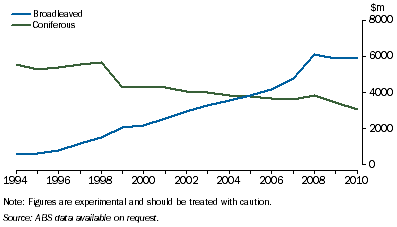 Broadleaved
Coniferous
$m
8000
6000
4000
2000
0
1994 1996 1998 2000 2002 2004 2006 2008 2010
Note: Figures are experimental and should be treated with caution.
Source: ABS data available on request.